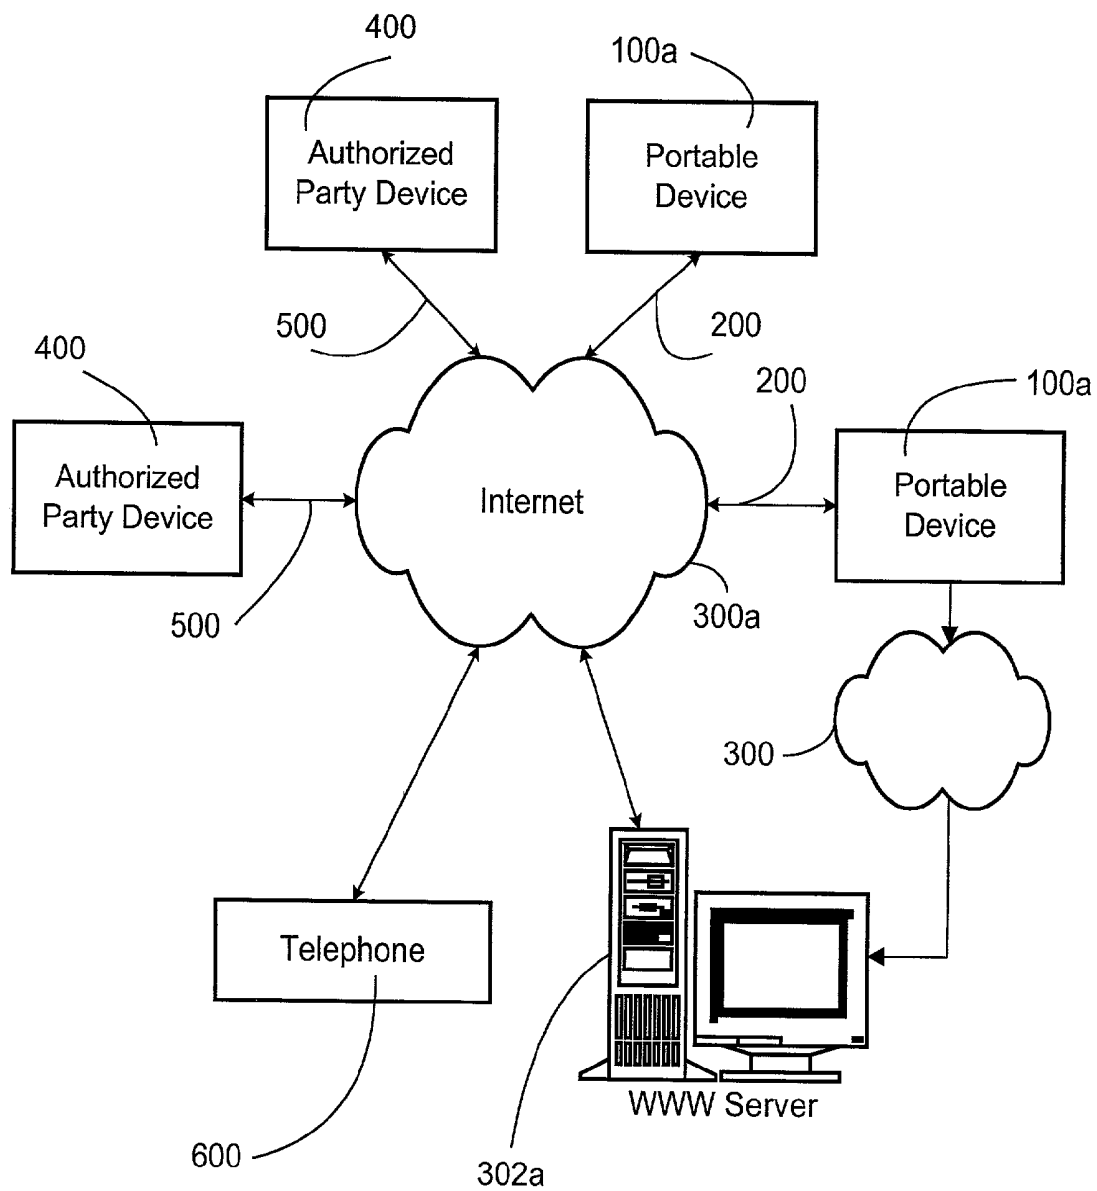 400
100a
Authorized
Party Device
Portable
Device
500
200
400
200
100a
Authorized
Party Device
Internet
Portable
Device
500
300a
300
Telephone
WWW Server
600
302a